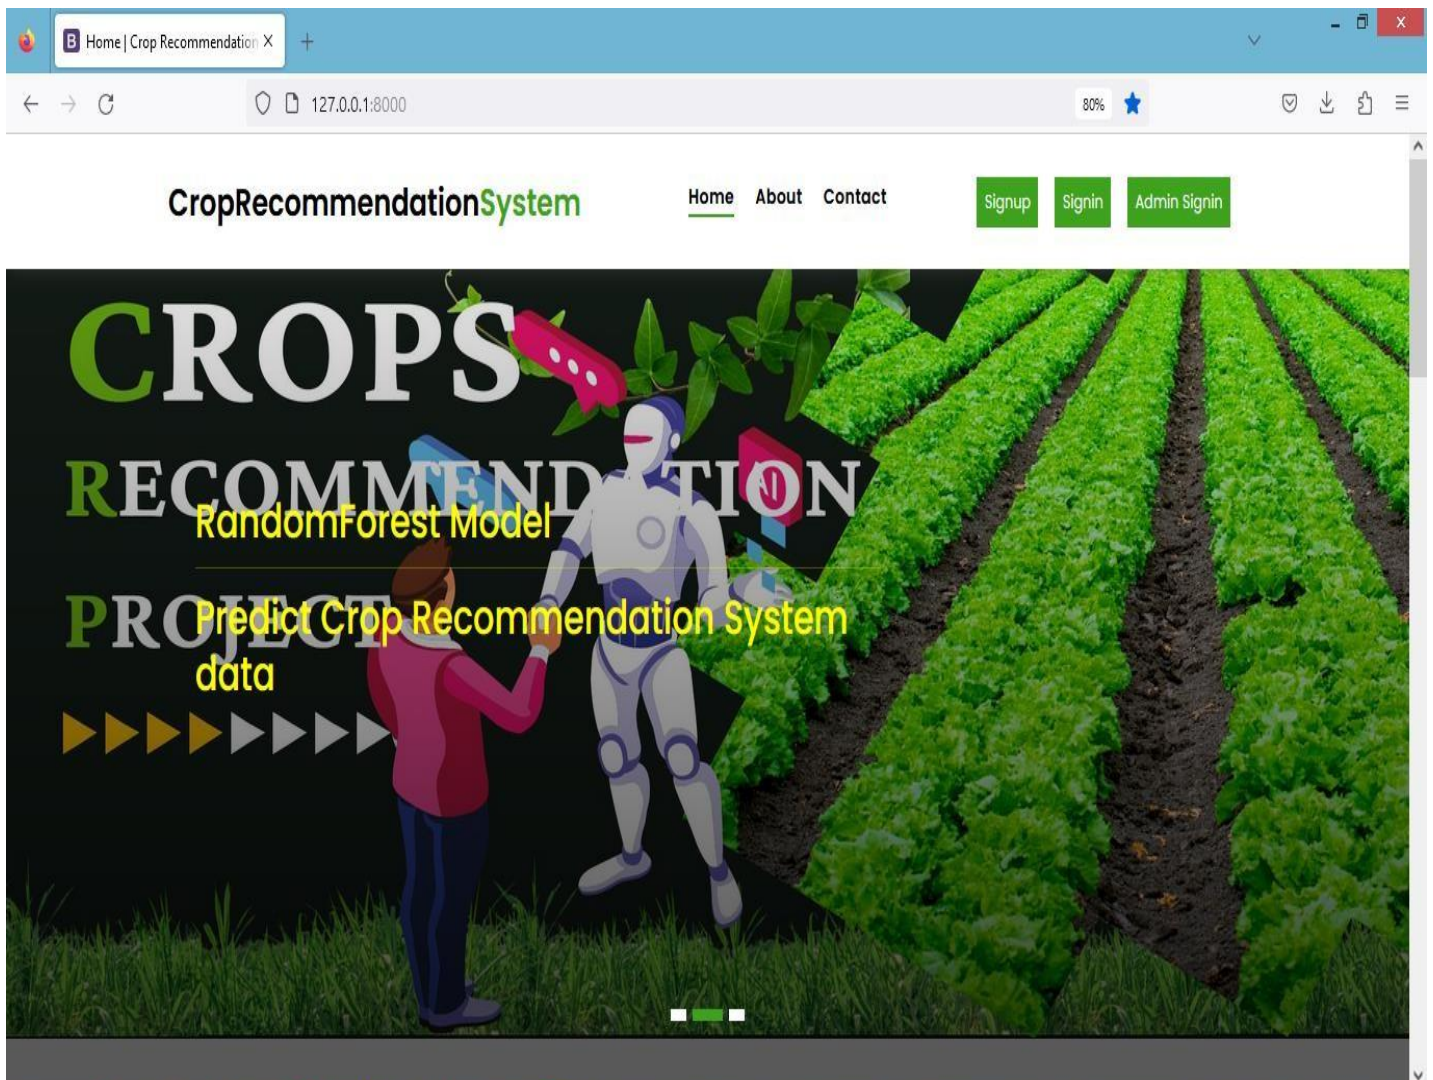 Home | Crop Recommendation
127.0.0.1:8000
80%
CropRecommendationSystem
Home About Contact
Signup Signin Admin Signin
CROPS
RECOMMENDATION
AI
RandomForest Model
PROJECT
Predict Crop Recommendation System
data